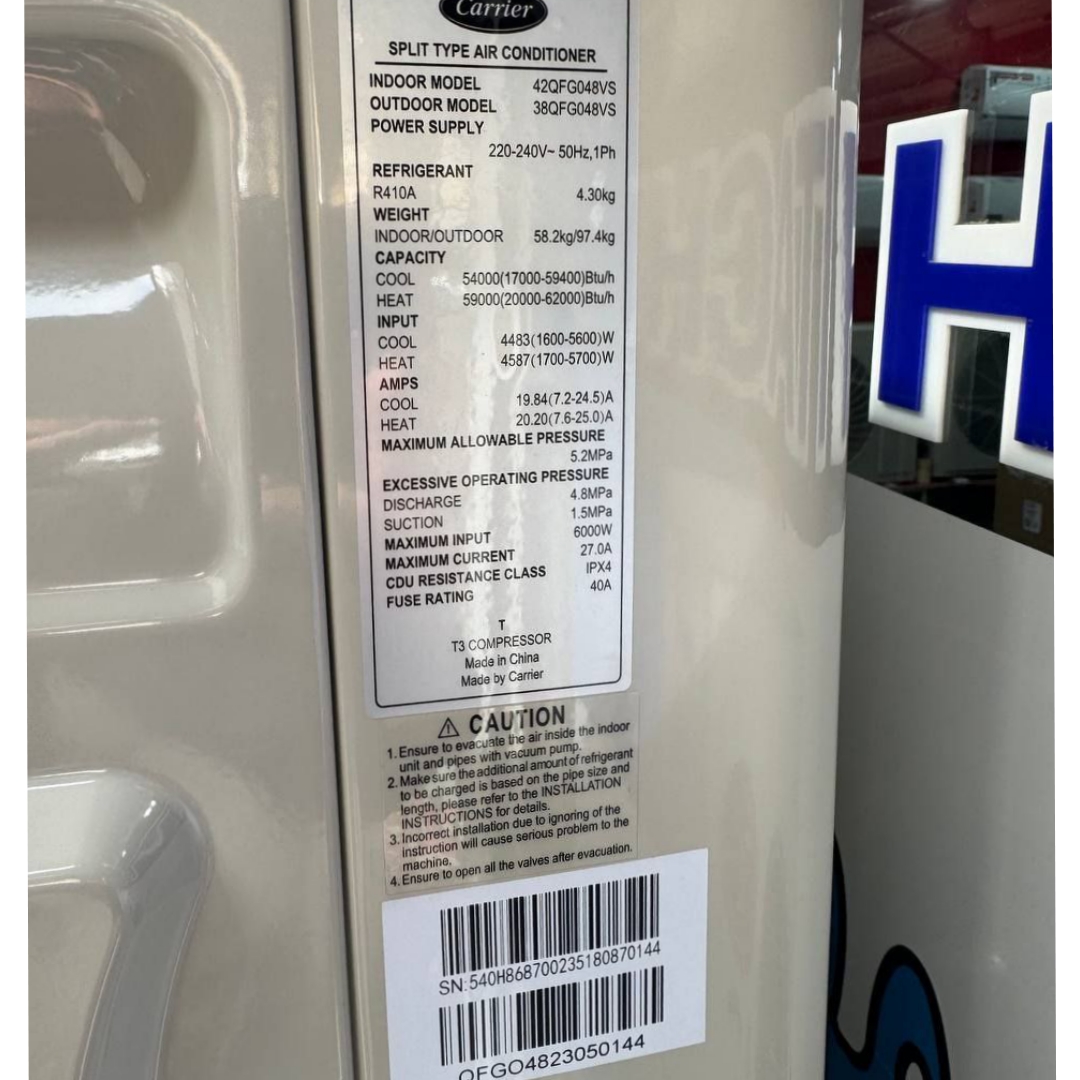 Carrier
SPLIT TYPE AIR CONDITIONER
INDOOR MODEL 42QFG048VS
OUTDOOR MODEL 38QFG048VS
POWER SUPPLY
220-240V~ 50Hz,1Ph
REFRIGERANT
R410A 4.30kg
WEIGHT
INDOOR/OUTDOOR 58.2kg/97.4kg
CAPACITY
COOL 54000(17000-59400)Btu/h
HEAT 59000(20000-62000)Btu/h
INPUT
COOL 4483(1600-5600)W
HEAT 4587(1700-5700)W
AMPS
COOL 19.84(7.2-24.5)A
HEAT 20.20(7.6-25.0)A
MAXIMUM ALLOWABLE PRESSURE
5.2MPa
EXCESSIVE OPERATING PRESSURE
DISCHARGE 4.8MPa
SUCTION 1.5MPa
MAXIMUM INPUT 6000W
MAXIMUM CURRENT 27.0A
CDU RESISTANCE CLASS IPX4
FUSE RATING 40A
T
T3 COMPRESSOR
Made in China
Made by Carrier
CAUTION
1. Ensure to evacuate the air inside the indoor
unit and pipes with vacuum pump.
2. Make sure the additional amount of refrigerant
to be charged is based on the pipe size and
length, please refer to the INSTALLATION
INSTRUCTIONS for details.
3. Incorrect installation due to ignoring of the
instruction will cause serious problem to the
machine.
4. Ensure to open all the valves after evacuation.
SN:540H868700235180870144
QFGO4823050144
H